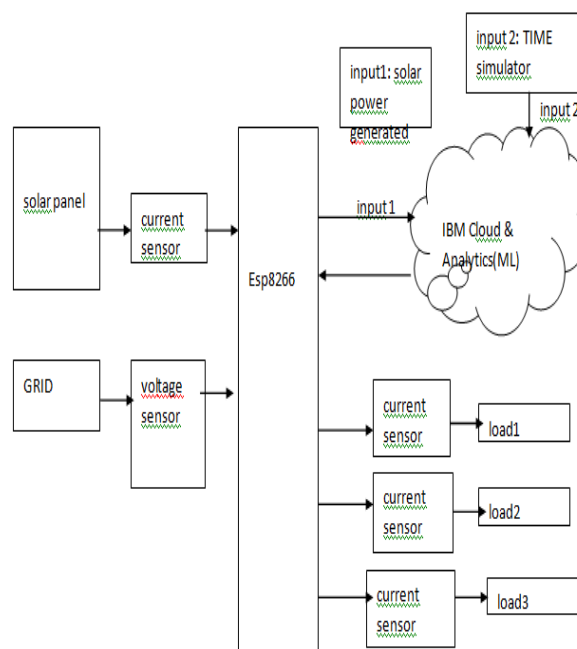 input 2: TIME
simulator
input1: solar
power
generated
input 2
solar panel
current
sensor
input 1
IBM Cloud &
Analytics(ML)
Esp8266
GRID
voltage
sensor
current
sensor
load1
current
sensor
load2
current
sensor
load3